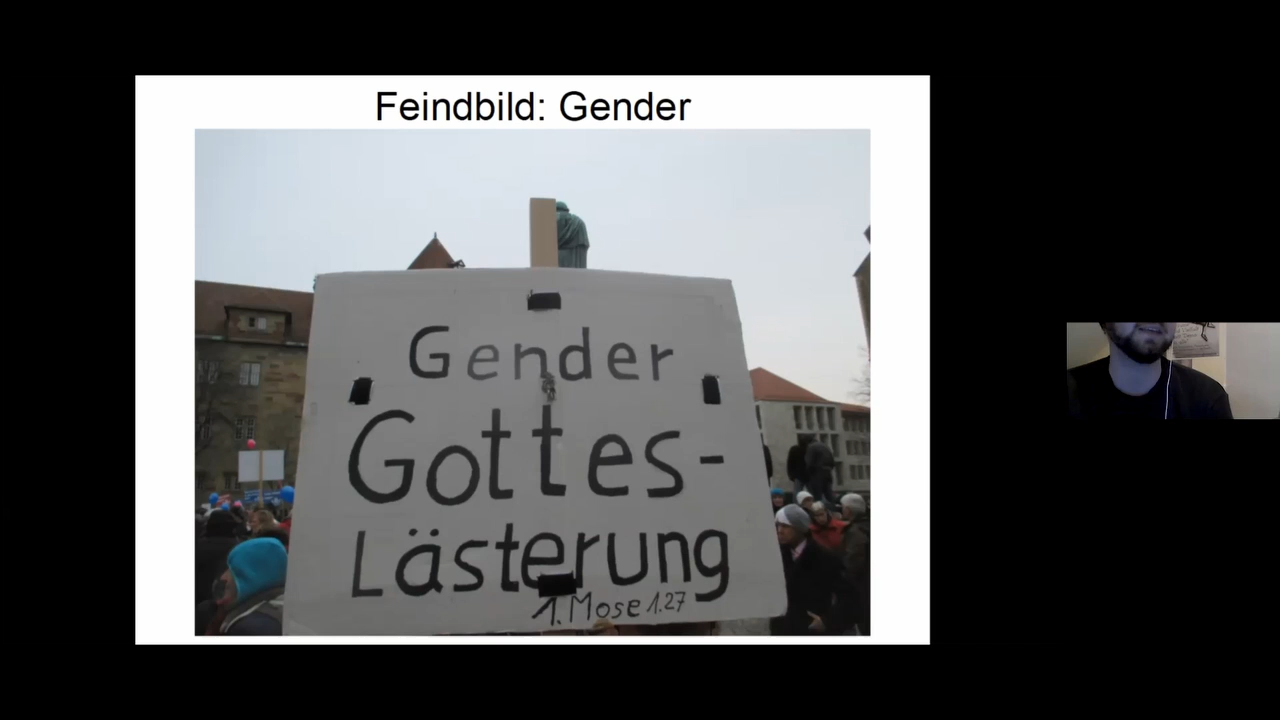 Feindbild: Gender
Gender
Gottes-
Lästerung
1. Mose 1.27